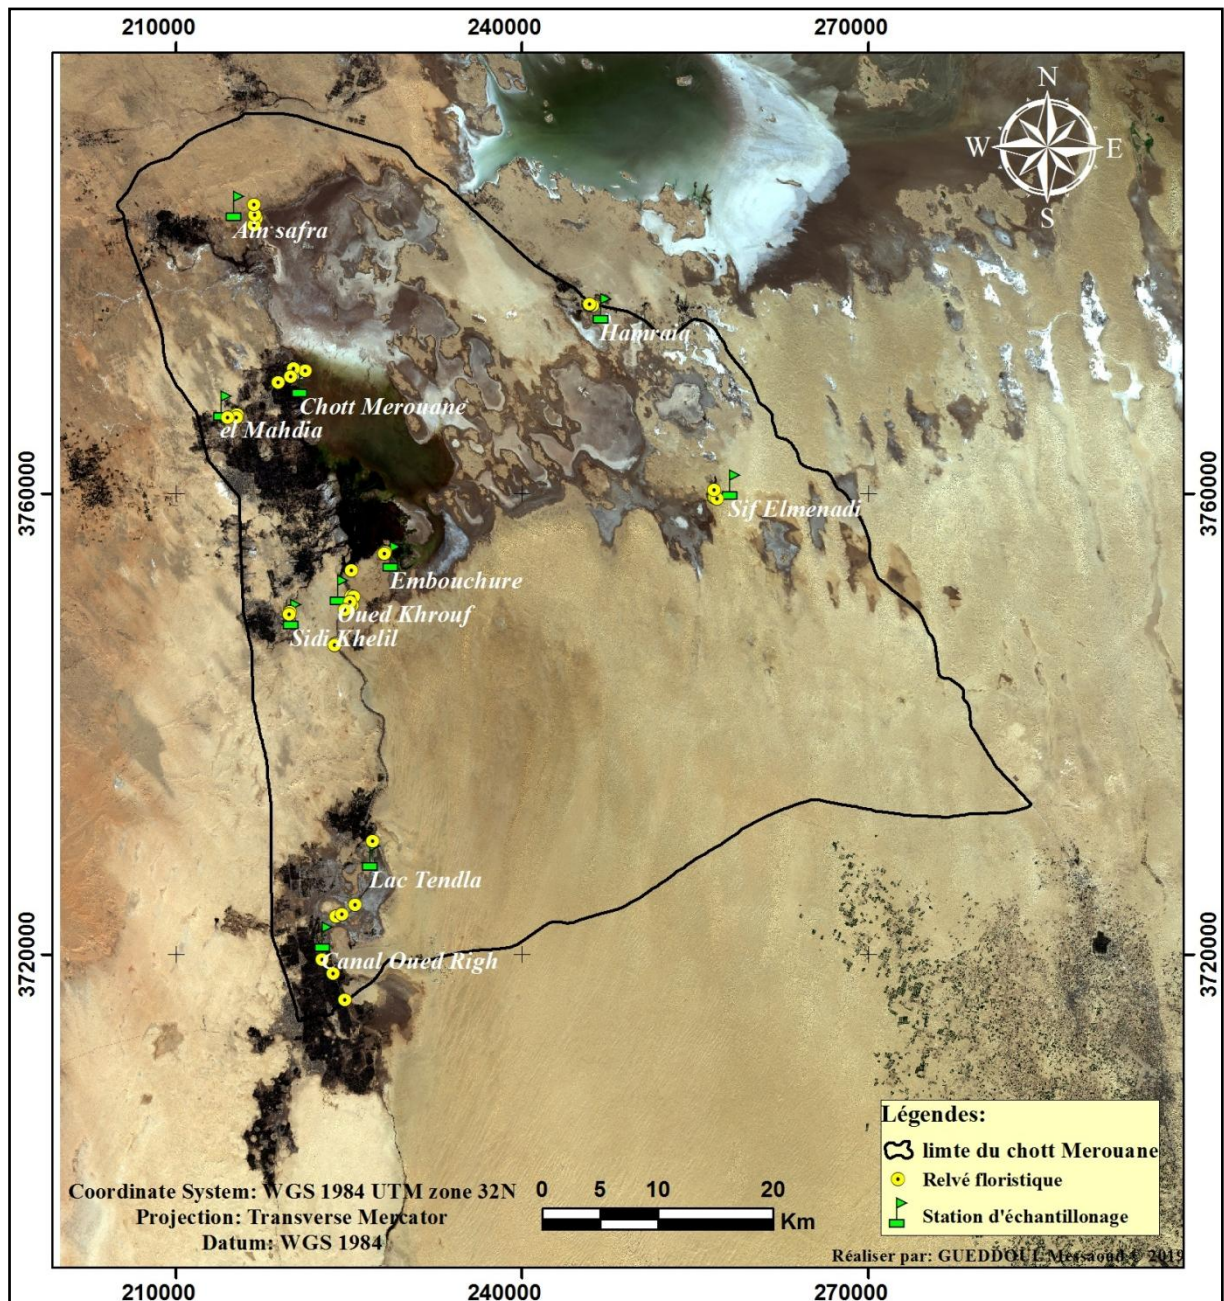 210000 240000 270000
N
W E
S
Ain safra
Hamraia
Chott Merouane
el Mahdia
3760000 3760000
Sif Elmenadi
Embouchure
Oued Khrouf
Sidi Khelil
Lac Tendla
3720000 3720000
Canal Oued Righ
Légendes:
limte du chott Merouane
Relvé floristique
Station d'échantillonage
Coordinate System: WGS 1984 UTM zone 32N
Projection: Transverse Mercator
Datum: WGS 1984
0 5 10 20
Km
Réaliser par: GUEDDOUL Messaoud © 2019
210000 240000 270000